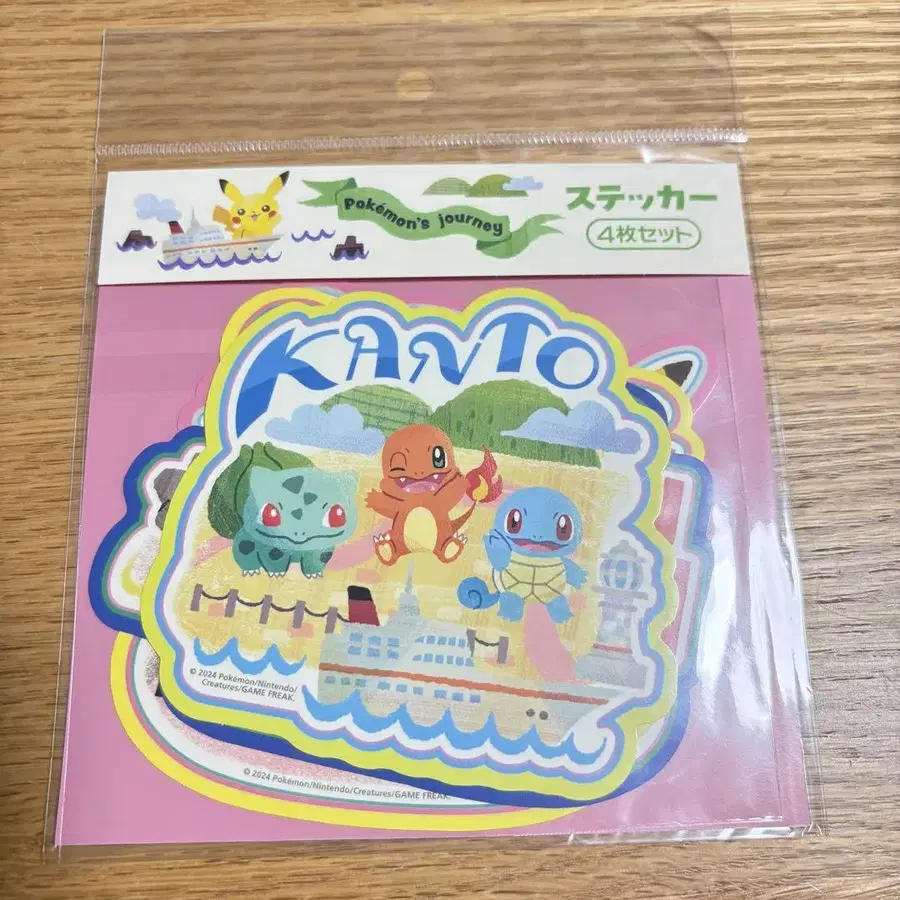 Pokémon's journey
ステッカー
4枚セット
KANTO
© 2024 Pokémon/Nintendo/
Creatures/GAME FREAK.
© 2024 Pokémon/Nintendo/Creatures/GAME FREAK.